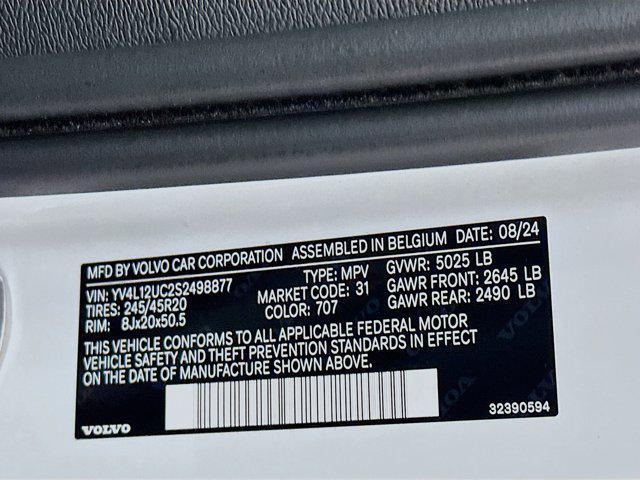 MFD BY VOLVO CAR CORPORATION ASSEMBLED IN BELGIUM DATE: 08/24
VIN: YV4L12UC2S2498877 TYPE: MPV GVWR: 5025 LB
TIRES: 245/45R20 MARKET CODE: 31 GAWR FRONT: 2645 LB
RIM: 8Jx20x50.5 COLOR: 707 GAWR REAR: 2490 LB
THIS VEHICLE CONFORMS TO ALL APPLICABLE FEDERAL MOTOR
VEHICLE SAFETY AND THEFT PREVENTION STANDARDS IN EFFECT
ON THE DATE OF MANUFACTURE SHOWN ABOVE.
VOLVO 32390594